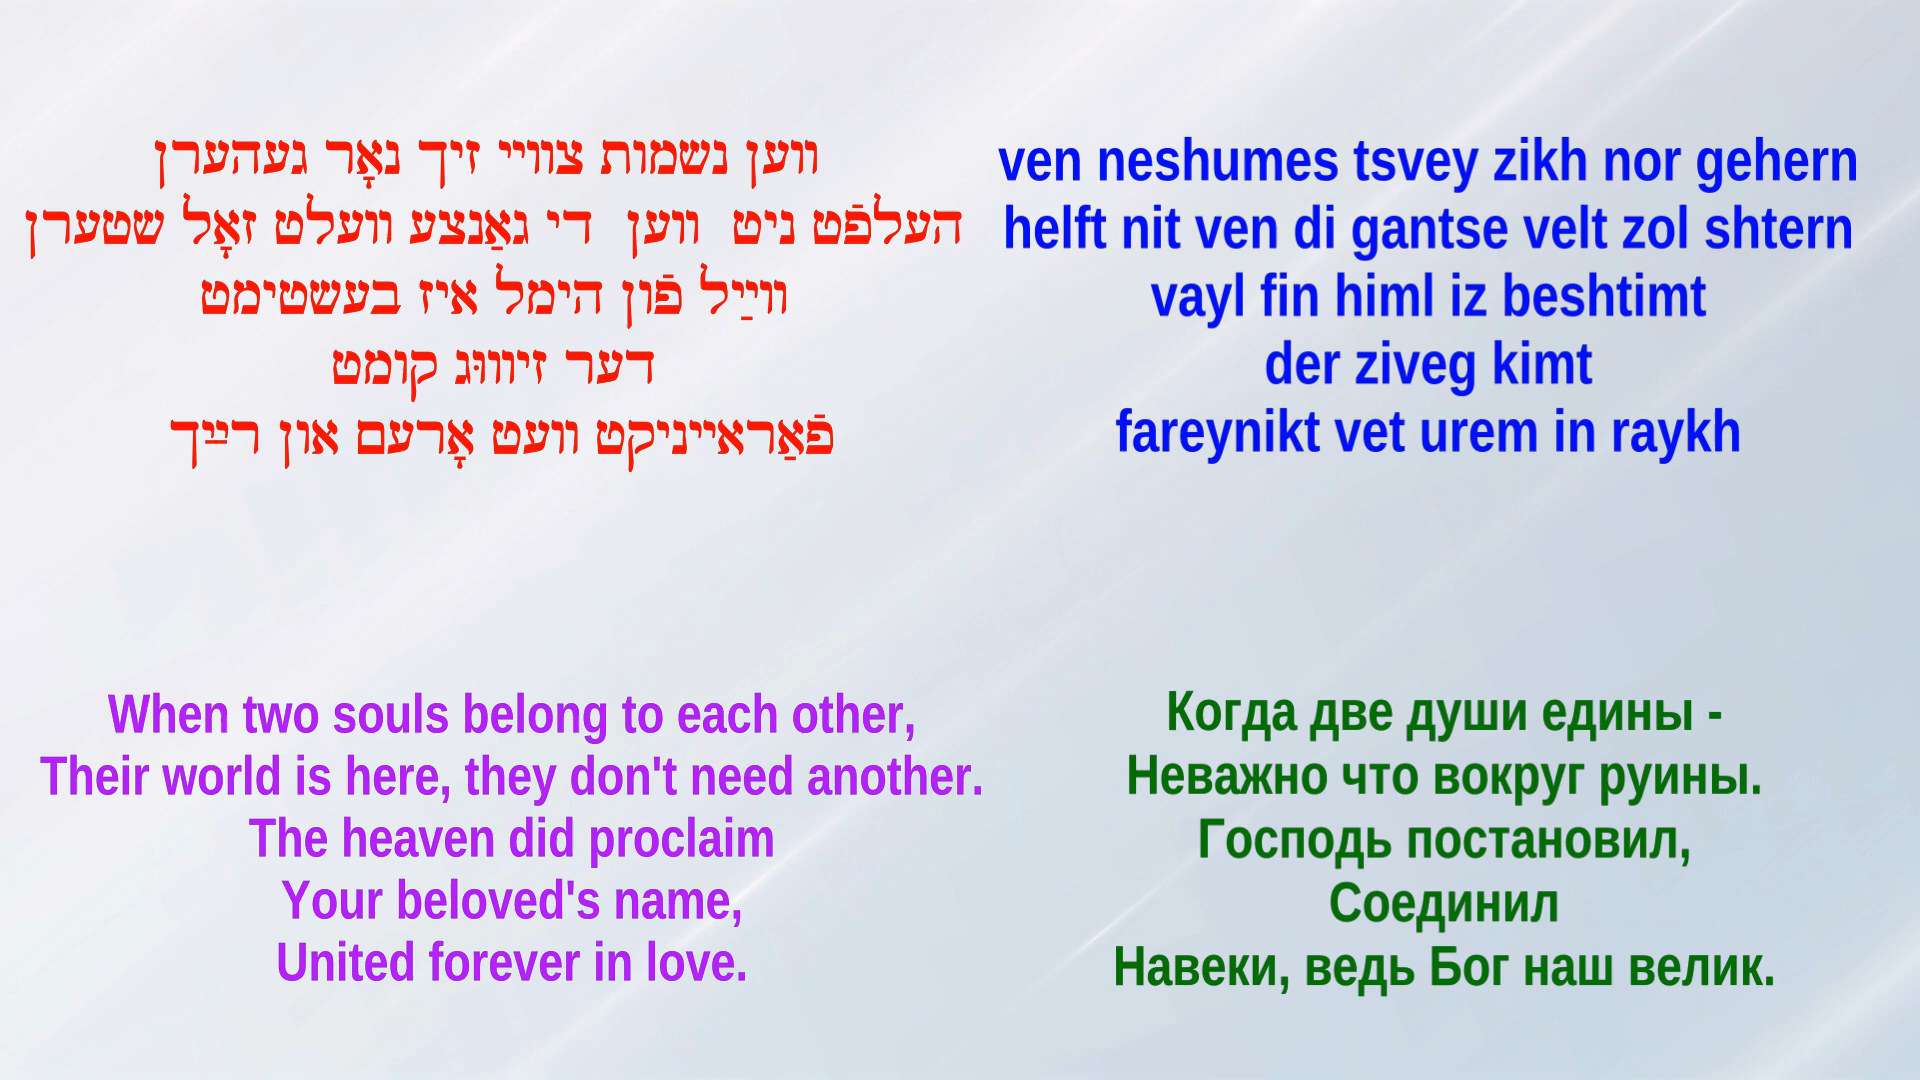 ווען נשמות צוויי זיך נאָר געהערן
העלפֿט ניט  ווען  די גאַנצע וועלט זאָל שטערן
ווײַל פֿון הימל איז בעשטימט
דער זיווּוג קומט
פֿאַראייניקט וועט אָרעם און רײַך
ven neshumes tsvey zikh nor gehern
helft nit ven di gantse velt zol shtern
vayl fin himl iz beshtimt
der ziveg kimt
fareynikt vet urem in raykh
When two souls belong to each other,
Their world is here, they don't need another.
The heaven did proclaim
Your beloved's name,
United forever in love.
Когда две души едины -
Неважно что вокруг руины.
Господь постановил,
Соединил
Навеки, ведь Бог наш велик.